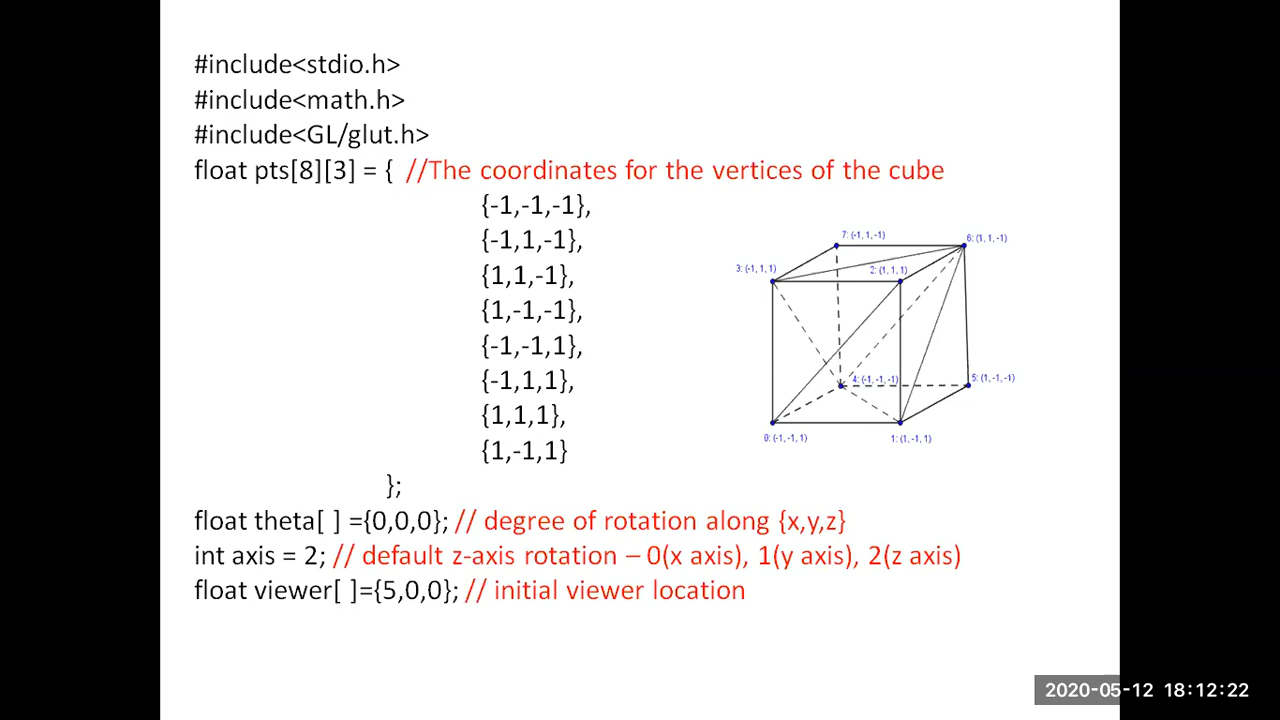 #include<stdio.h>
#include<math.h>
#include<GL/glut.h>
float pts[8][3] = { //The coordinates for the vertices of the cube
{-1,-1,-1},
{-1,1,-1},
{1,1,-1},
{1,-1,-1},
{-1,-1,1},
{-1,1,1},
{1,1,1},
{1,-1,1}
};
7: (-1, 1, -1)
6: (1, 1, -1)
3: (-1, 1, 1)
2: (1, 1, 1)
4: (-1, -1, -1)
5: (1, -1, -1)
0: (-1, -1, 1)
1: (1, -1, 1)
float theta[ ] ={0,0,0}; // degree of rotation along {x,y,z}
int axis = 2; // default z-axis rotation – 0(x axis), 1(y axis), 2(z axis)
float viewer[ ]={5,0,0}; // initial viewer location
2020-05-12 18:12:22